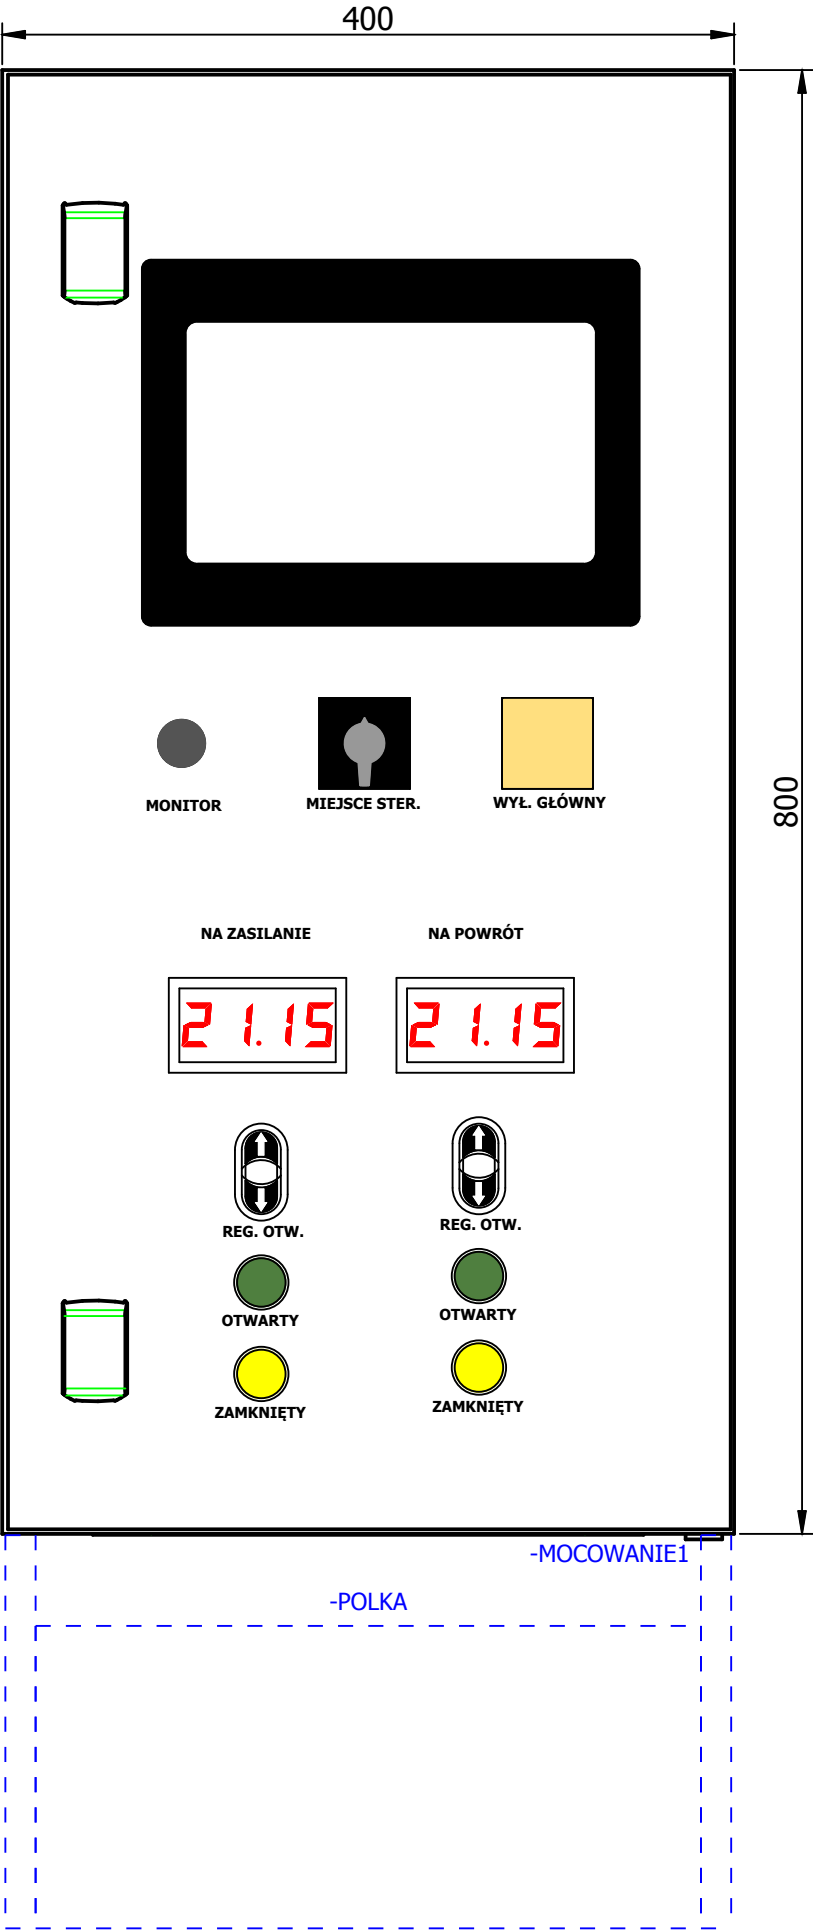 400
800
MONITOR
MIEJSCE STER.
WYŁ. GŁÓWNY
NA ZASILANIE
NA POWRÓT
21.15
21.15
REG. OTW.
REG. OTW.
OTWARTY
OTWARTY
ZAMKNIĘTY
ZAMKNIĘTY
-MOCOWANIE1
-POLKA